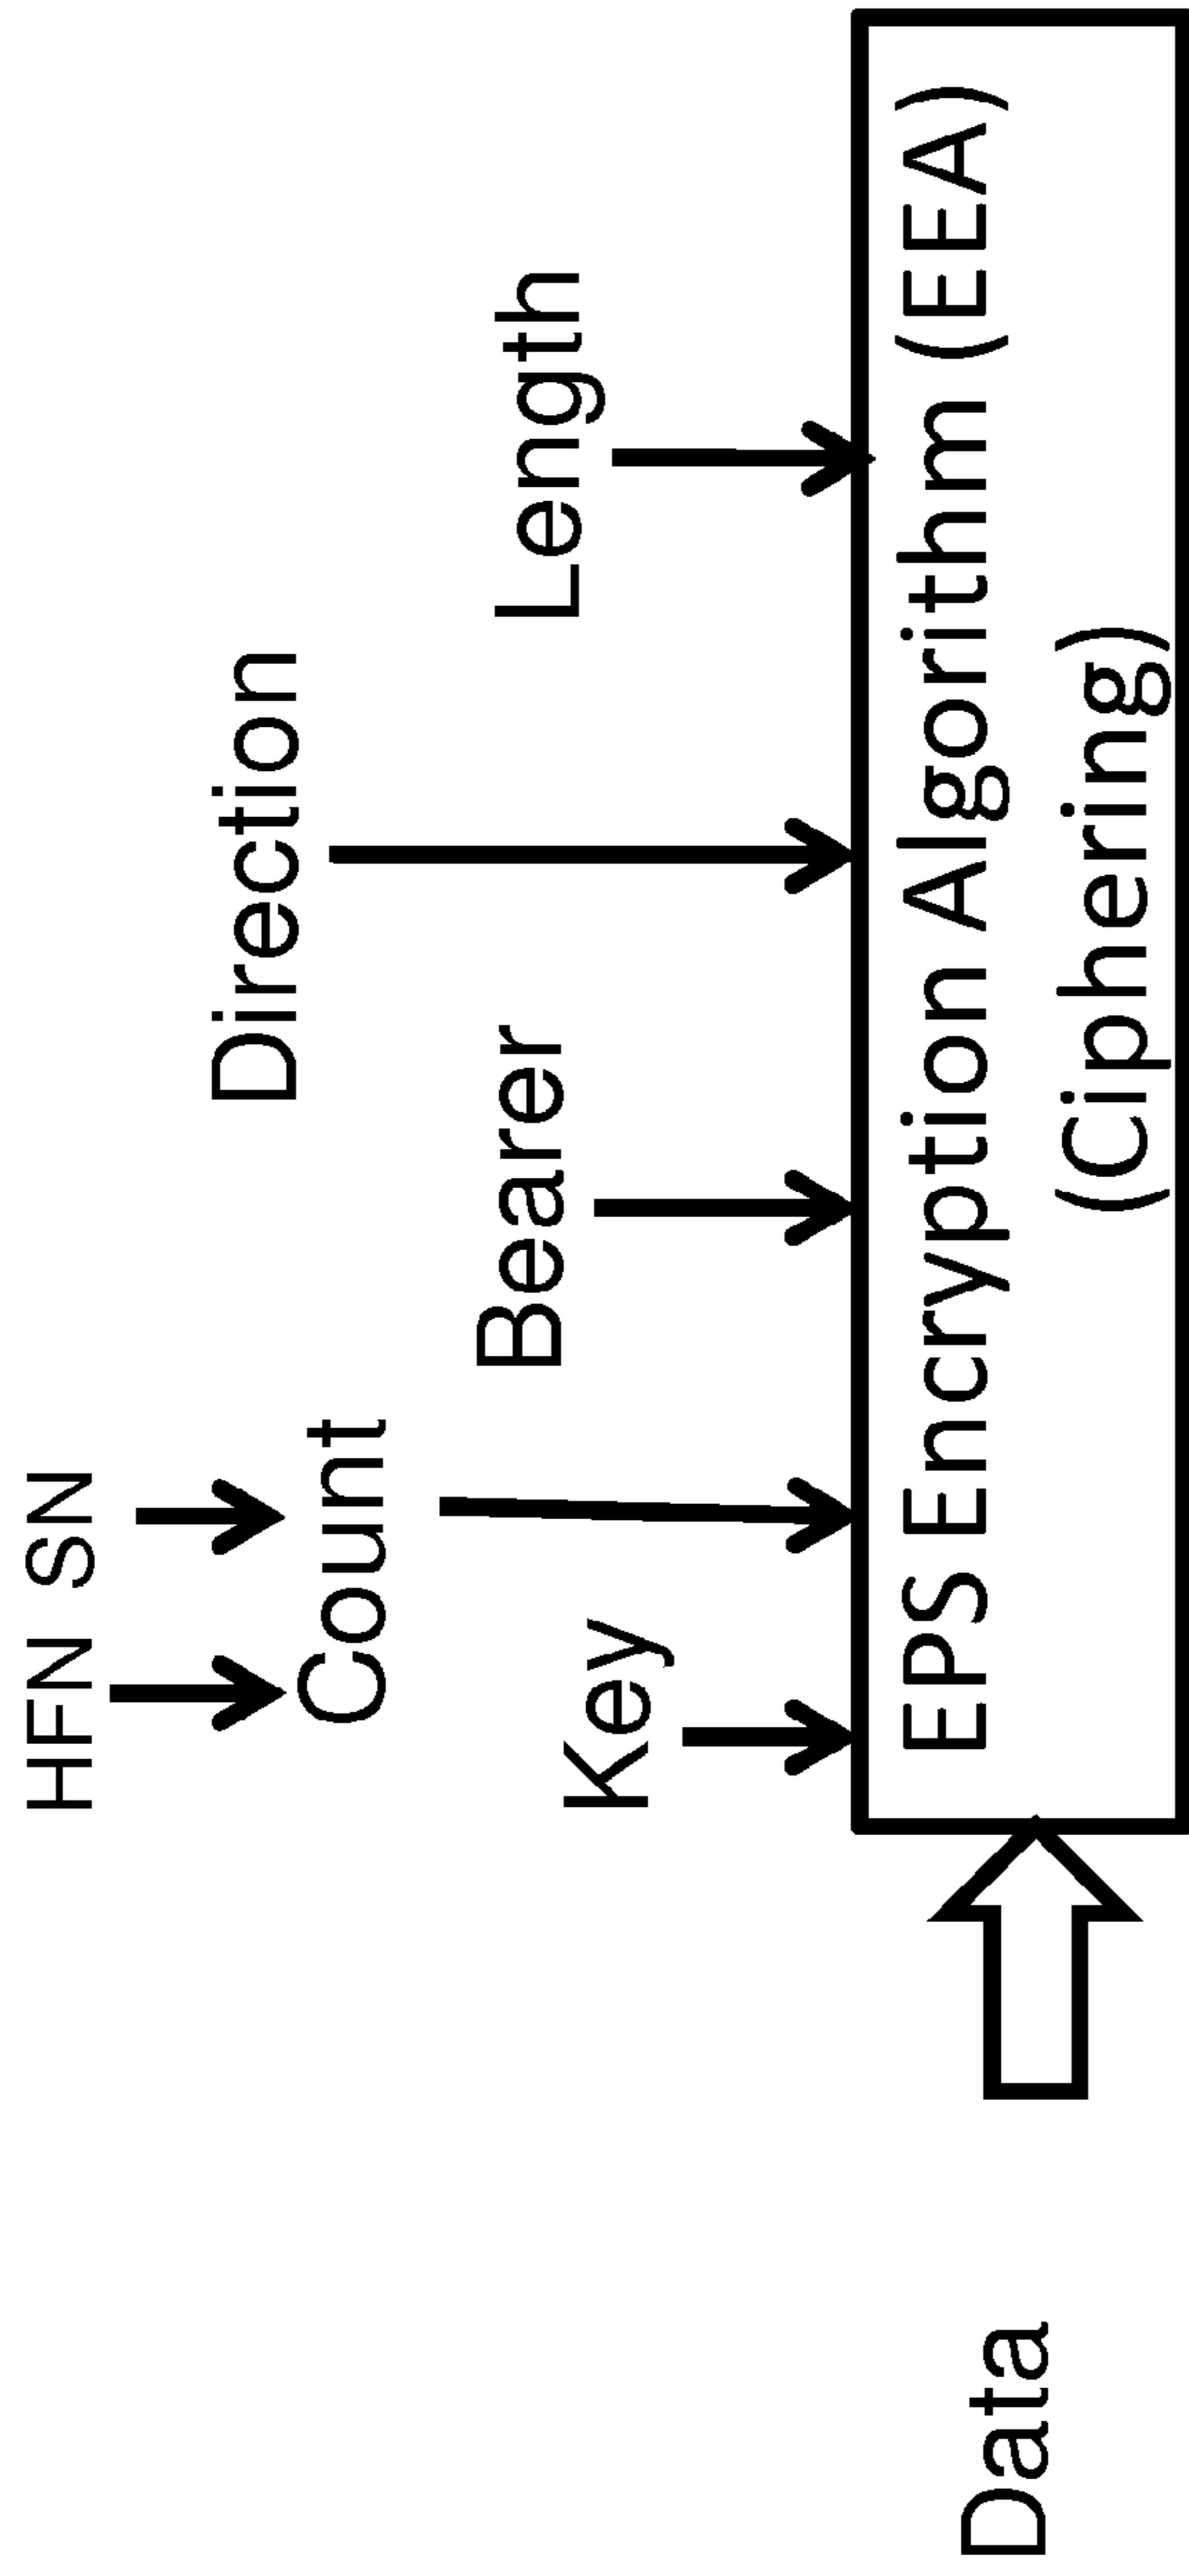 HFN SN
Direction
Count
Bearer
Length
Key
EPS Encryption Algorithm (EEA)
(Ciphering)
Data